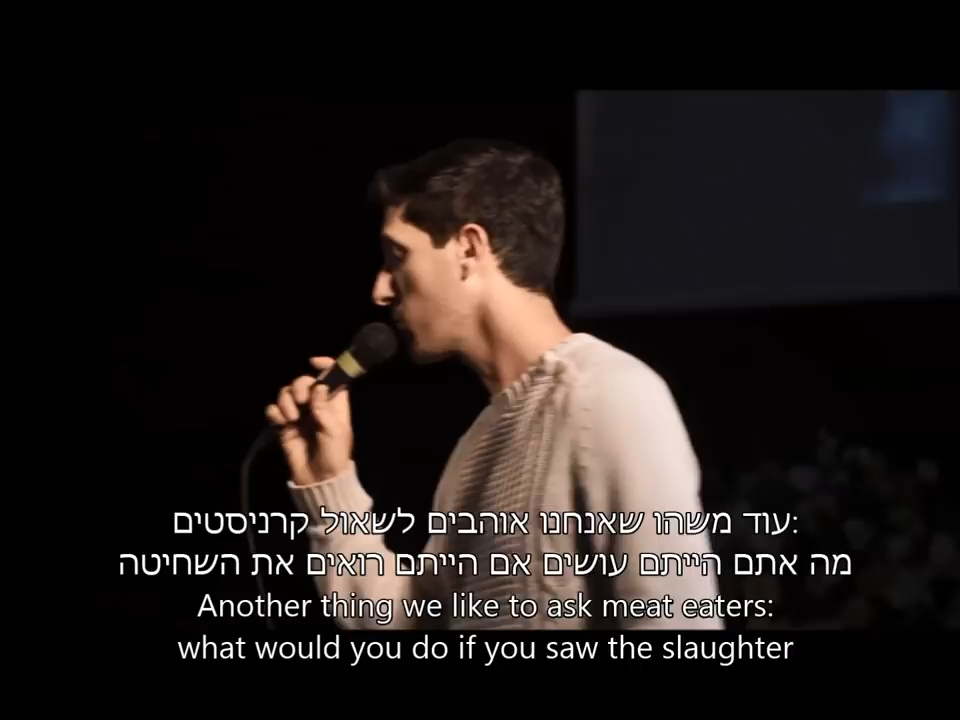 עוד משהו שאנחנו אוהבים לשאול קרניסטים:
מה אתם הייתם עושים אם הייתם רואים את השחיטה
Another thing we like to ask meat eaters:
what would you do if you saw the slaughter